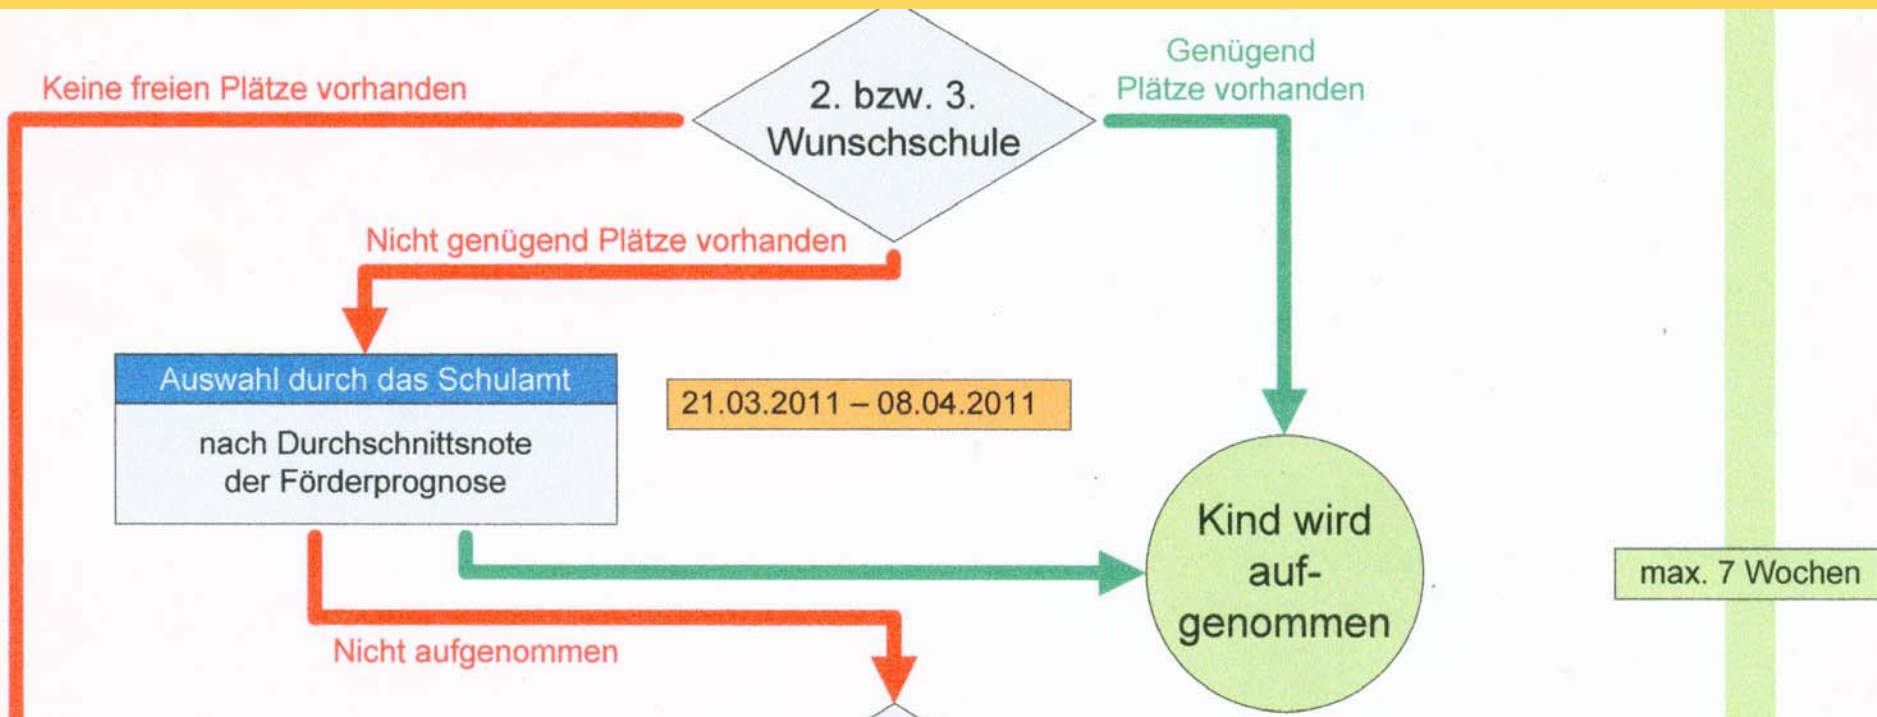 Genügend
Plätze vorhanden
Keine freien Plätze vorhanden
2. bzw. 3.
Wunschschule
Nicht genügend Plätze vorhanden
Auswahl durch das Schulamt
nach Durchschnittsnote
der Förderprognose
21.03.2011 – 08.04.2011
Kind wird
auf-
genommen
max. 7 Wochen
Nicht aufgenommen